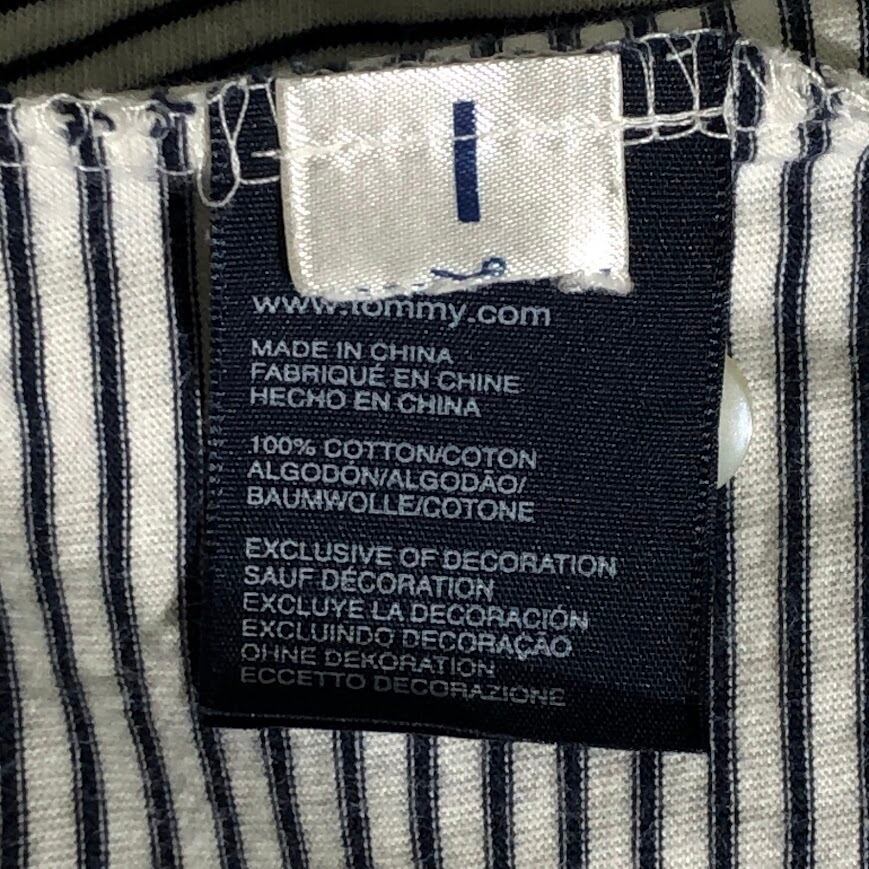 www.tommy.com
MADE IN CHINA
FABRIQUÉ EN CHINE
HECHO EN CHINA
100% COTTON/COTON
ALGODÓN/ALGODÃO/
BAUMWOLLE/COTONE
EXCLUSIVE OF DECORATION
SAUF DÉCORATION
EXCLUYE LA DECORACIÓN
EXCLUINDO DECORAÇÃO
OHNE DEKORATION
ECCETTO DECORAZIONE